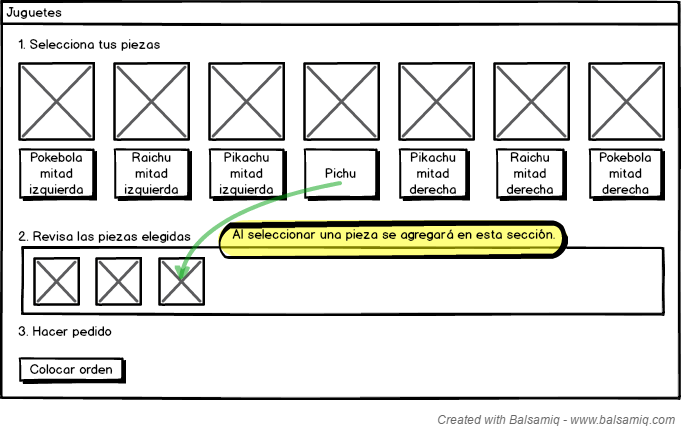 Juguetes
1. Selecciona tus piezas
Pokebola
mitad
izquierda
Raichu
mitad
izquierda
Pikachu
mitad
izquierda
Pichu
Pikachu
mitad
derecha
Raichu
mitad
derecha
Pokebola
mitad
derecha
2. Revisa las piezas elegidas
Al seleccionar una pieza se agregará en esta sección.
3. Hacer pedido
Colocar orden
Created with Balsamiq - www.balsamiq.com